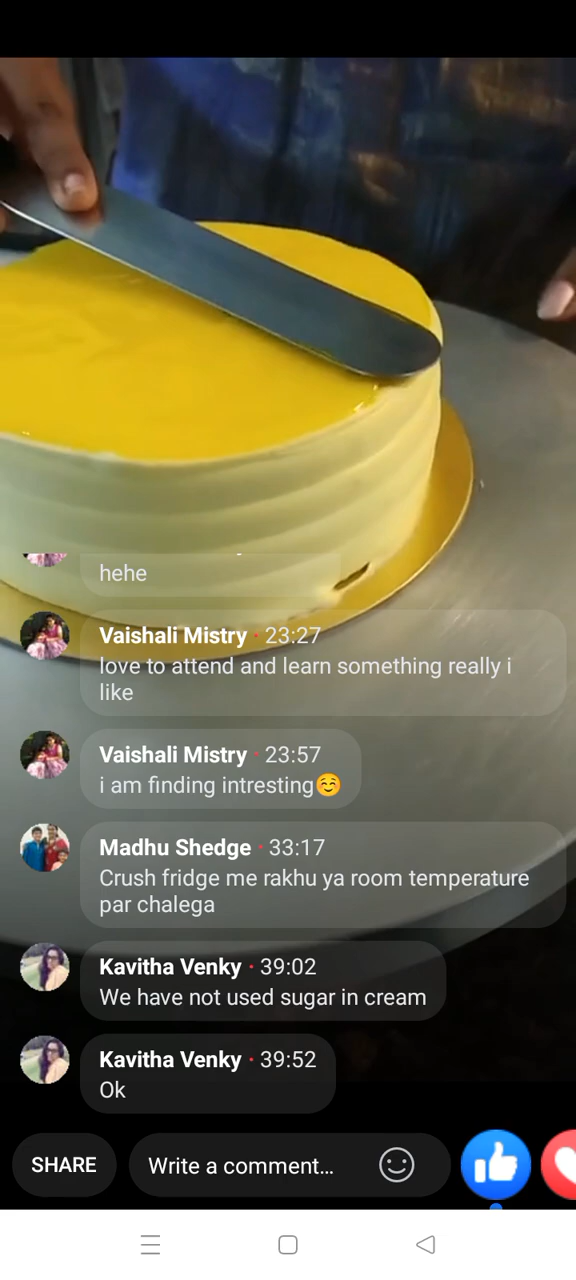 hehe
Vaishali Mistry · 23:27
love to attend and learn something really i
like
Vaishali Mistry · 23:57
i am finding intresting☺️
Madhu Shedge · 33:17
Crush fridge me rakhu ya room temperature
par chalega
Kavitha Venky · 39:02
We have not used sugar in cream
Kavitha Venky · 39:52
Ok
SHARE
Write a comment...